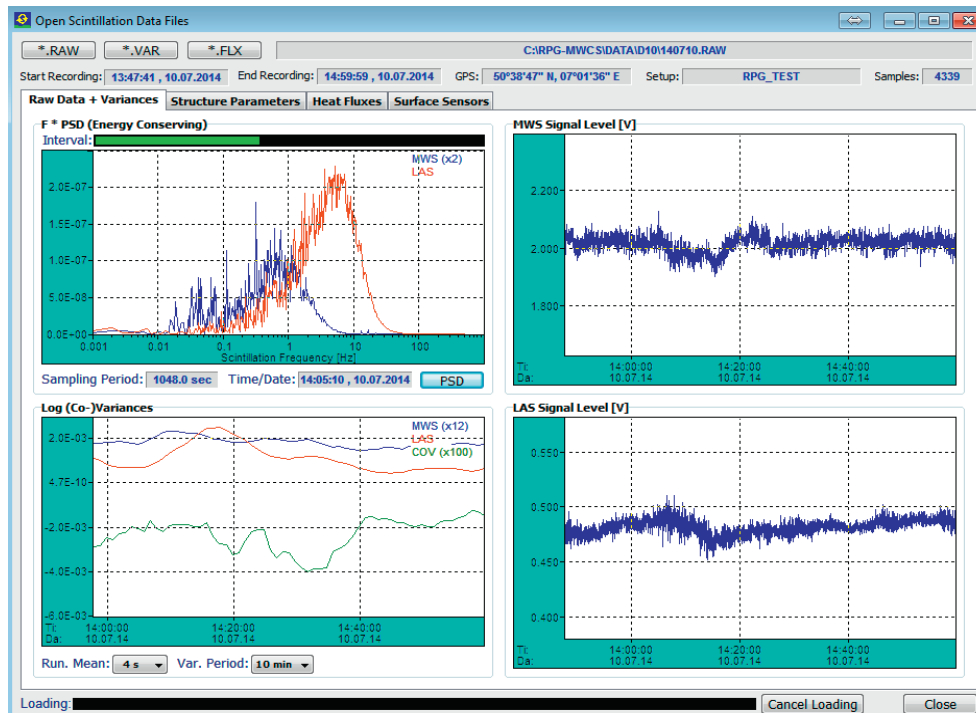 Open Scintillation Data Files
*.RAW *.VAR *.FLX C:\RPG-MWCS\DATA\D10\140710.RAW
Start Recording: 13:47:41 , 10.07.2014 End Recording: 14:59:59 , 10.07.2014 GPS: 50°38'47" N, 07°01'36" E Setup: RPG_TEST Samples: 4339
Raw Data + Variances Structure Parameters Heat Fluxes Surface Sensors
F * PSD (Energy Conserving)
Interval:
MWS (x2)
LAS
2.0E-07
1.5E-07
1.0E-07
5.0E-08
0.0E+00
0.001 0.01 0.1 1 10 100
Scintillation Frequency [Hz]
Sampling Period: 1048.0 sec Time/Date: 14:05:10 , 10.07.2014 PSD
MWS Signal Level [V]
2.200
2.000
1.800
Ti: 14:00:00 14:20:00 14:40:00
Da: 10.07.14 10.07.14 10.07.14
Log (Co-)Variances
MWS (x12)
LAS
COV (x100)
2.0E-03
4.7E-10
-2.0E-03
-4.0E-03
-6.0E-03
Ti: 14:00:00 14:20:00 14:40:00
Da: 10.07.14 10.07.14 10.07.14
Run. Mean: 4 s Var. Period: 10 min
LAS Signal Level [V]
0.550
0.500
0.450
0.400
Ti: 14:00:00 14:20:00 14:40:00
Da: 10.07.14 10.07.14 10.07.14
Loading: Cancel Loading Close